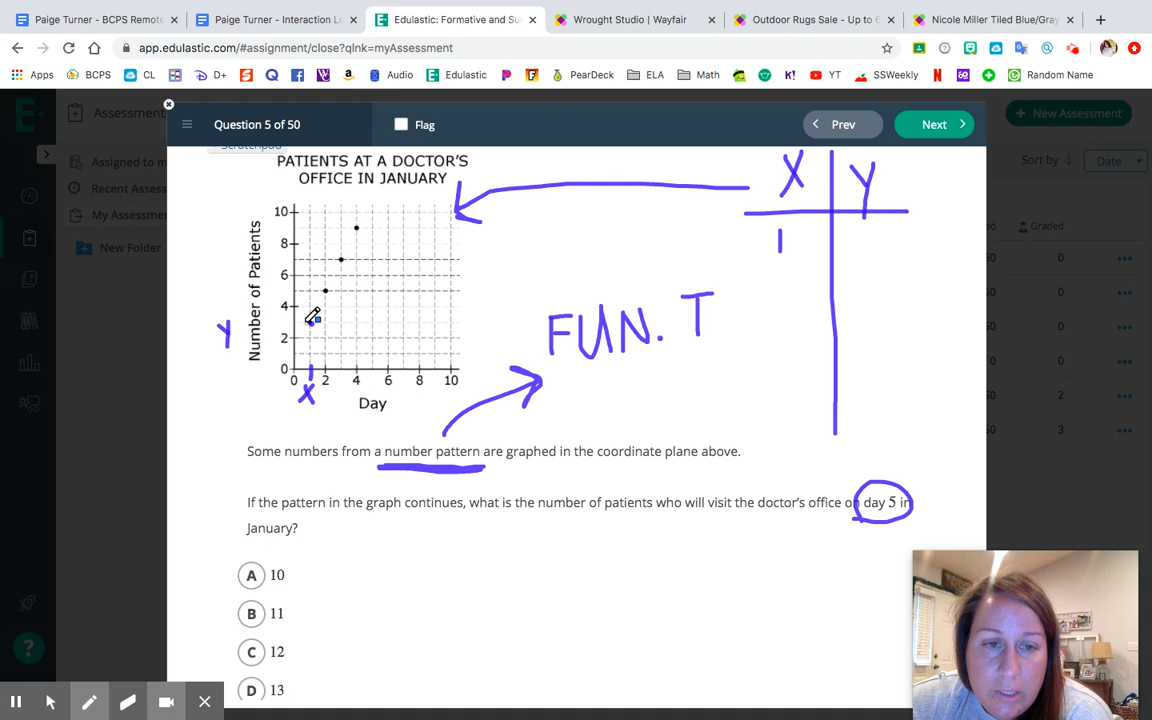 Paige Turner - BCPS Remot
Paige Turner - Interaction Lo
Edulastic: Formative and Su
Wrought Studio | Wayfair
Outdoor Rugs Sale - Up to 6
Nicole Miller Tiled Blue/Gray
app.edulastic.com/#assignment/close?qlnk=myAssessment
Apps BCPS CL D+ Audio Edulastic PearDeck ELA Math K! YT SSWeekly Random Name
Assignments
+ New Assessment
Question 5 of 50
Flag
Prev
Next
Assigned to m
Recent Assess
My Assessment
New Folder
Sort by
Date
Graded
0
0
0
0
2
3
Scratchpad
PATIENTS AT A DOCTOR'S
OFFICE IN JANUARY
Number of Patients
10
8
6
4
2
0
0 2 4 6 8 10
Day
Y
X
X Y
1
FUN. T
Some numbers from a number pattern are graphed in the coordinate plane above.
If the pattern in the graph continues, what is the number of patients who will visit the doctor's office on day 5 in
January?
A 10
B 11
C 12
D 13